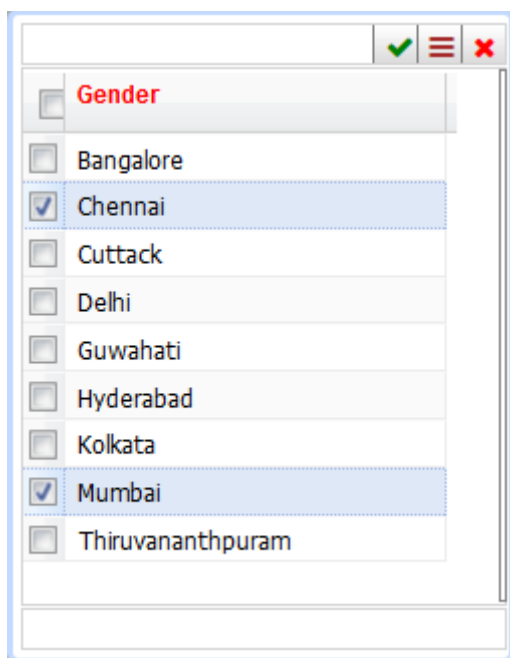 Gender
Bangalore
Chennai
Cuttack
Delhi
Guwahati
Hyderabad
Kolkata
Mumbai
Thiruvananthpuram